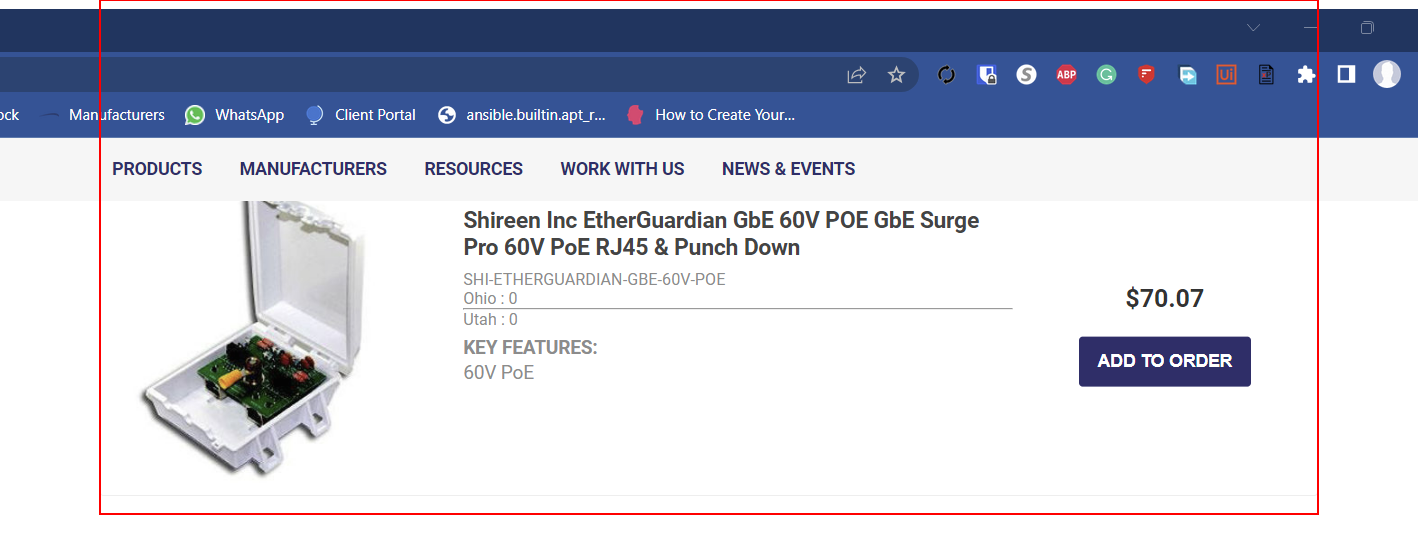 ABP
Ui
ock Manufacturers WhatsApp Client Portal ansible.builtin.apt_r... How to Create Your...
PRODUCTS MANUFACTURERS RESOURCES WORK WITH US NEWS & EVENTS
Shireen Inc EtherGuardian GbE 60V POE GbE Surge
Pro 60V PoE RJ45 & Punch Down
SHI-ETHERGUARDIAN-GBE-60V-POE
Ohio : 0
Utah : 0
KEY FEATURES:
60V PoE
$70.07
ADD TO ORDER